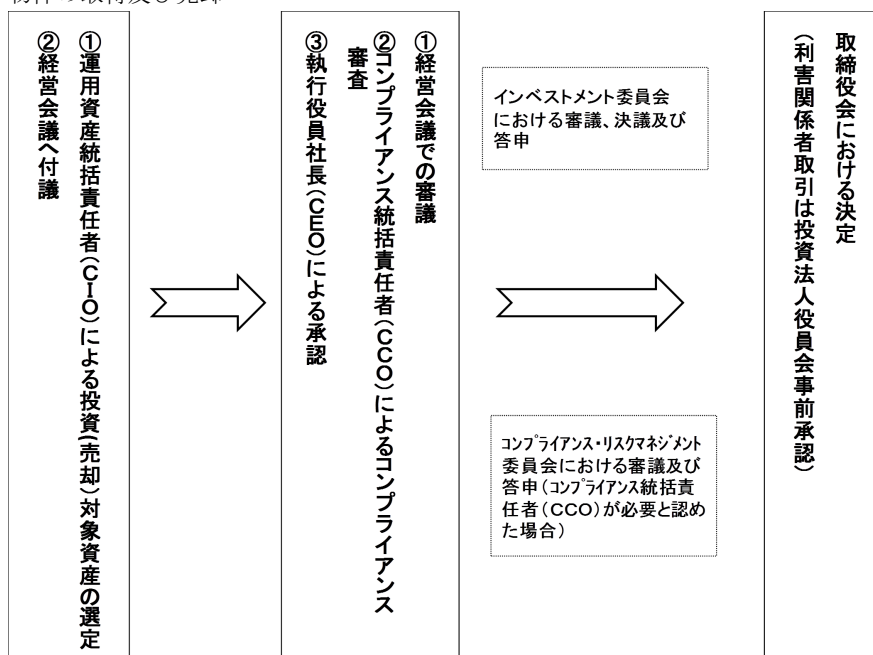 物件の取得及び売却
①運用資産統括責任者(CIO)による投資(売却)対象資産の選定
②経営会議へ付議
①経営会議での審議
②コンプライアンス統括責任者(CCO)によるコンプライアンス
審査
③執行役員社長(CEO)による承認
インベストメント委員会
における審議、決議及び
答申
コンプライアンス・リスクマネジメント
委員会における審議及び
答申(コンプライアンス統括責
任者(CCO)が必要と認め
た場合)
取締役会における決定
(利害関係者取引は投資法人役員会事前承認)